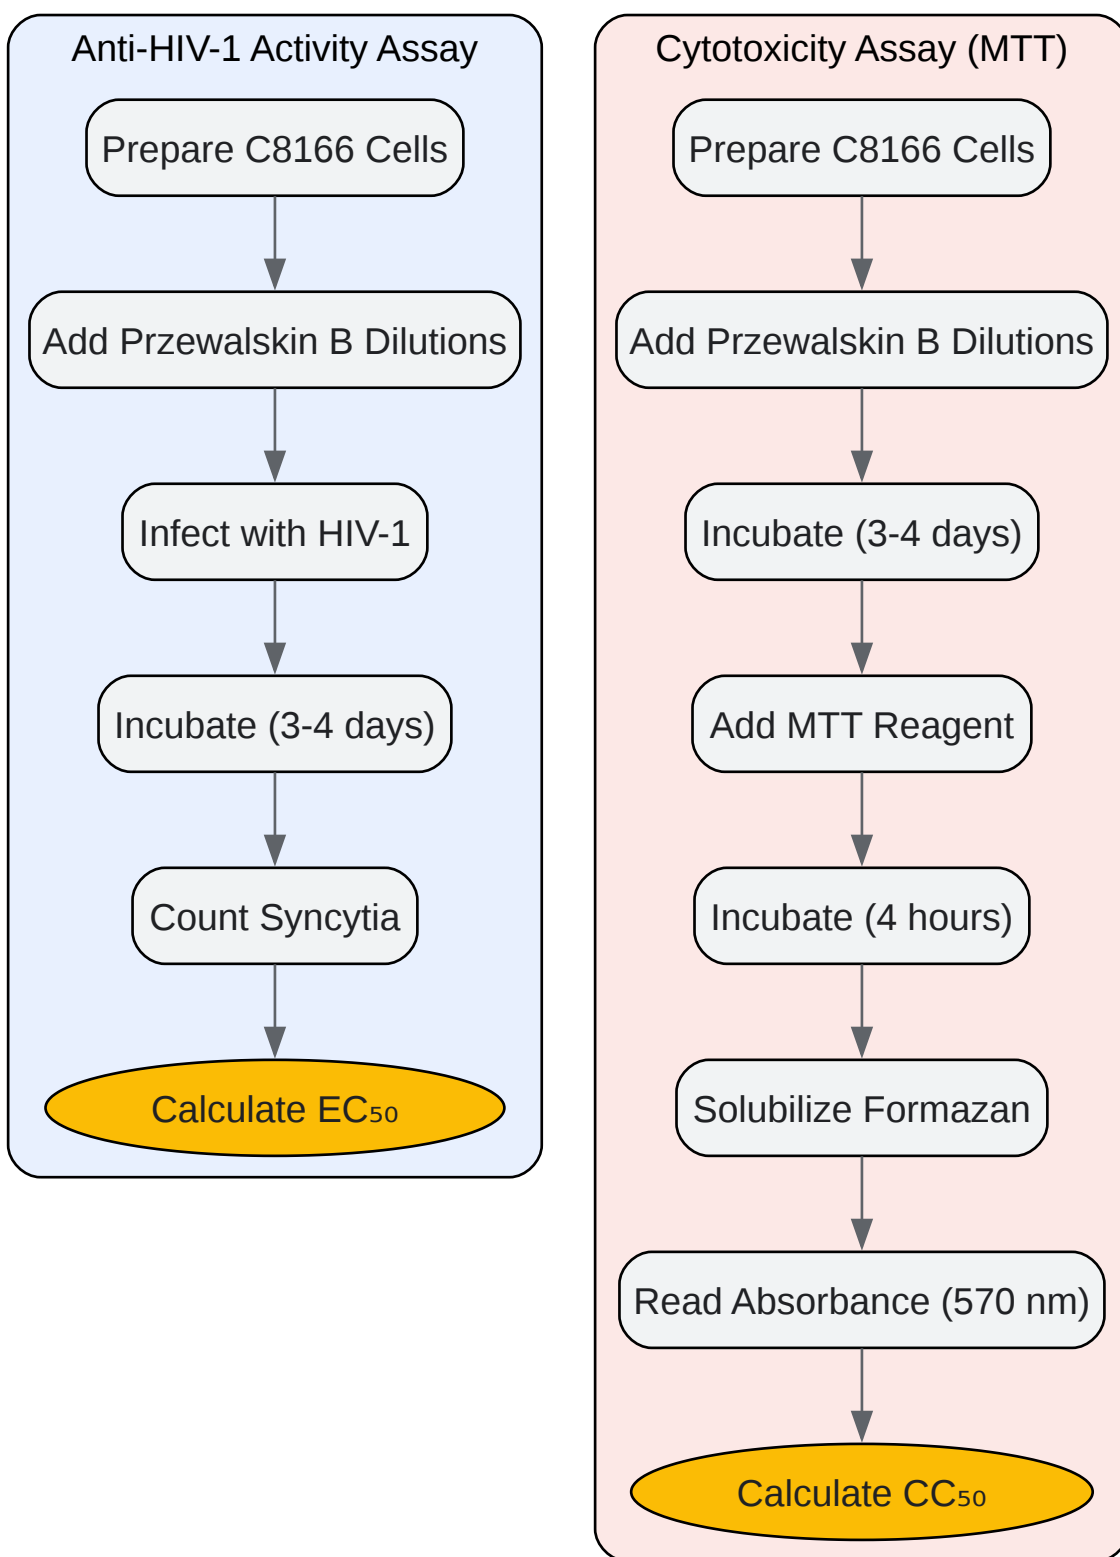 Anti-HIV-1 Activity Assay
Prepare C8166 Cells
Add Przewalskin B Dilutions
Infect with HIV-1
Incubate (3-4 days)
Count Syncytia
Calculate EC₅₀
Cytotoxicity Assay (MTT)
Prepare C8166 Cells
Add Przewalskin B Dilutions
Incubate (3-4 days)
Add MTT Reagent
Incubate (4 hours)
Solubilize Formazan
Read Absorbance (570 nm)
Calculate CC₅₀